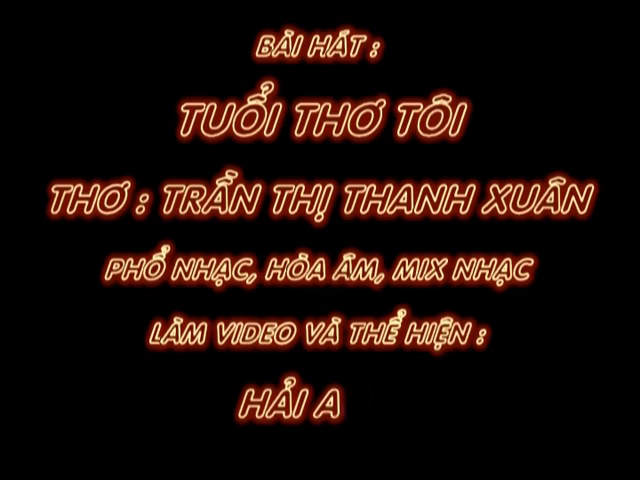 BÀI HÁT :
TUỔI THƠ TÔI
THƠ : TRẦN THỊ THANH XUÂN
PHỔ NHẠC, HÒA ÂM, MIX NHẠC
LÀM VIDEO VÀ THỂ HIỆN :
HẢI A